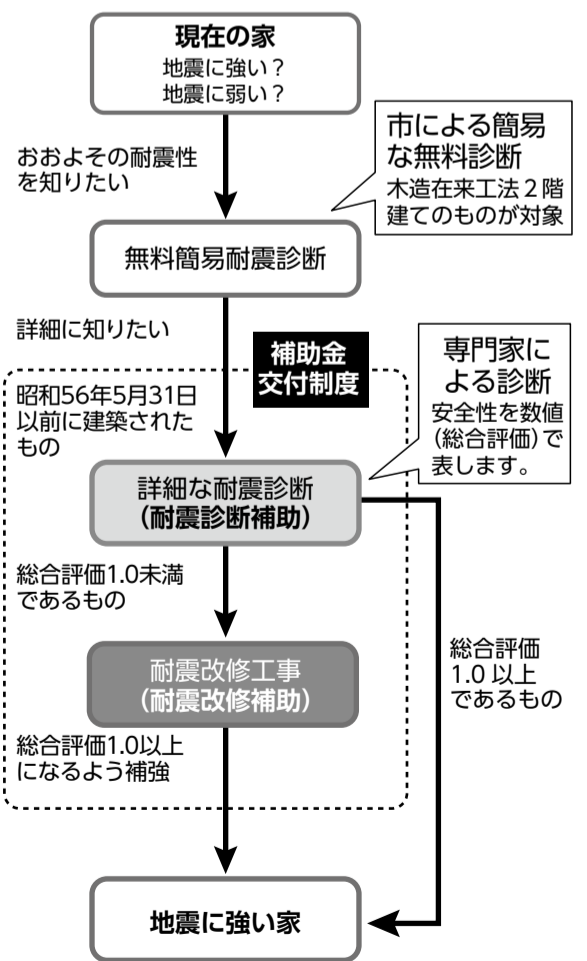 現在の家
地震に強い？
地震に弱い？
おおよその耐震性
を知りたい
市による簡易
な無料診断
木造在来工法２階
建てのものが対象
無料簡易耐震診断
詳細に知りたい
補助金
交付制度
昭和56年5月31日
以前に建築された
もの
専門家に
よる診断
安全性を数値
（総合評価）で
表します。
詳細な耐震診断
（耐震診断補助）
総合評価1.0未満
であるもの
総合評価
1.0 以上
であるもの
耐震改修工事
（耐震改修補助）
総合評価1.0以上
になるよう補強
地震に強い家